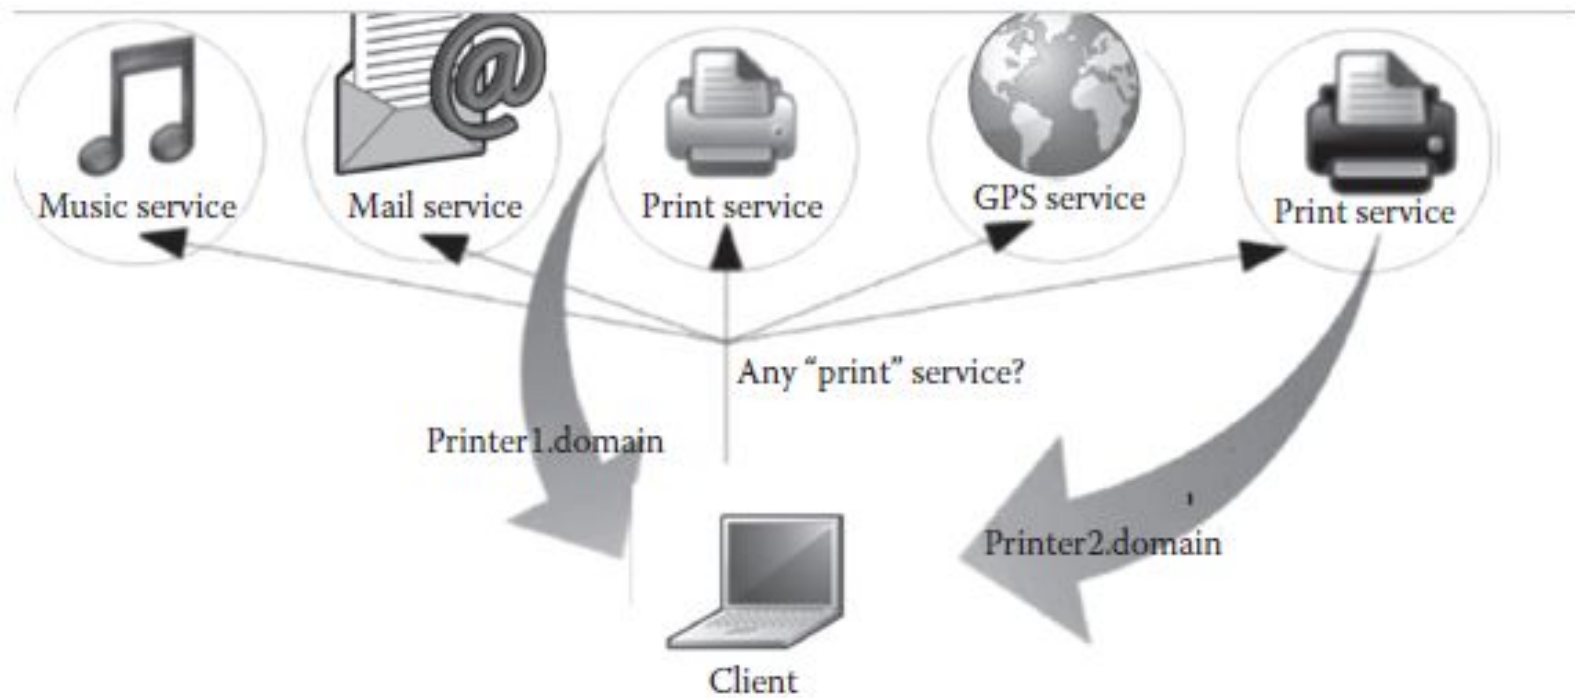 Music service
Mail service
Print service
GPS service
Print service
Any “print” service?
Printer1.domain
Printer2.domain
Client